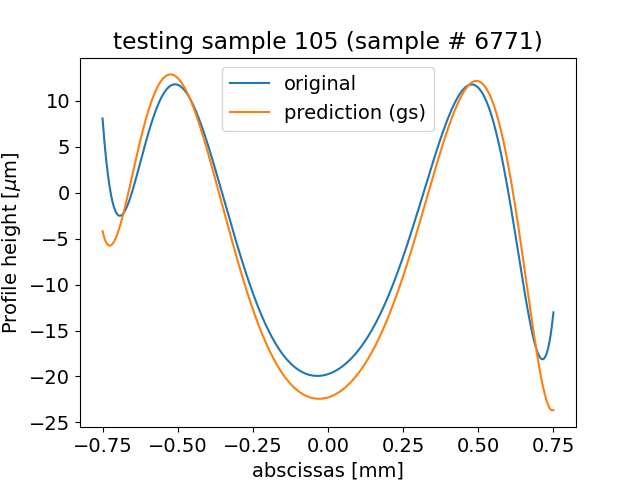 testing sample 105 (sample # 6771)
original
prediction (gs)
Profile height [μm]
10
5
0
−5
−10
−15
−20
−25
−0.75 −0.50 −0.25 0.00 0.25 0.50 0.75
abscissas [mm]